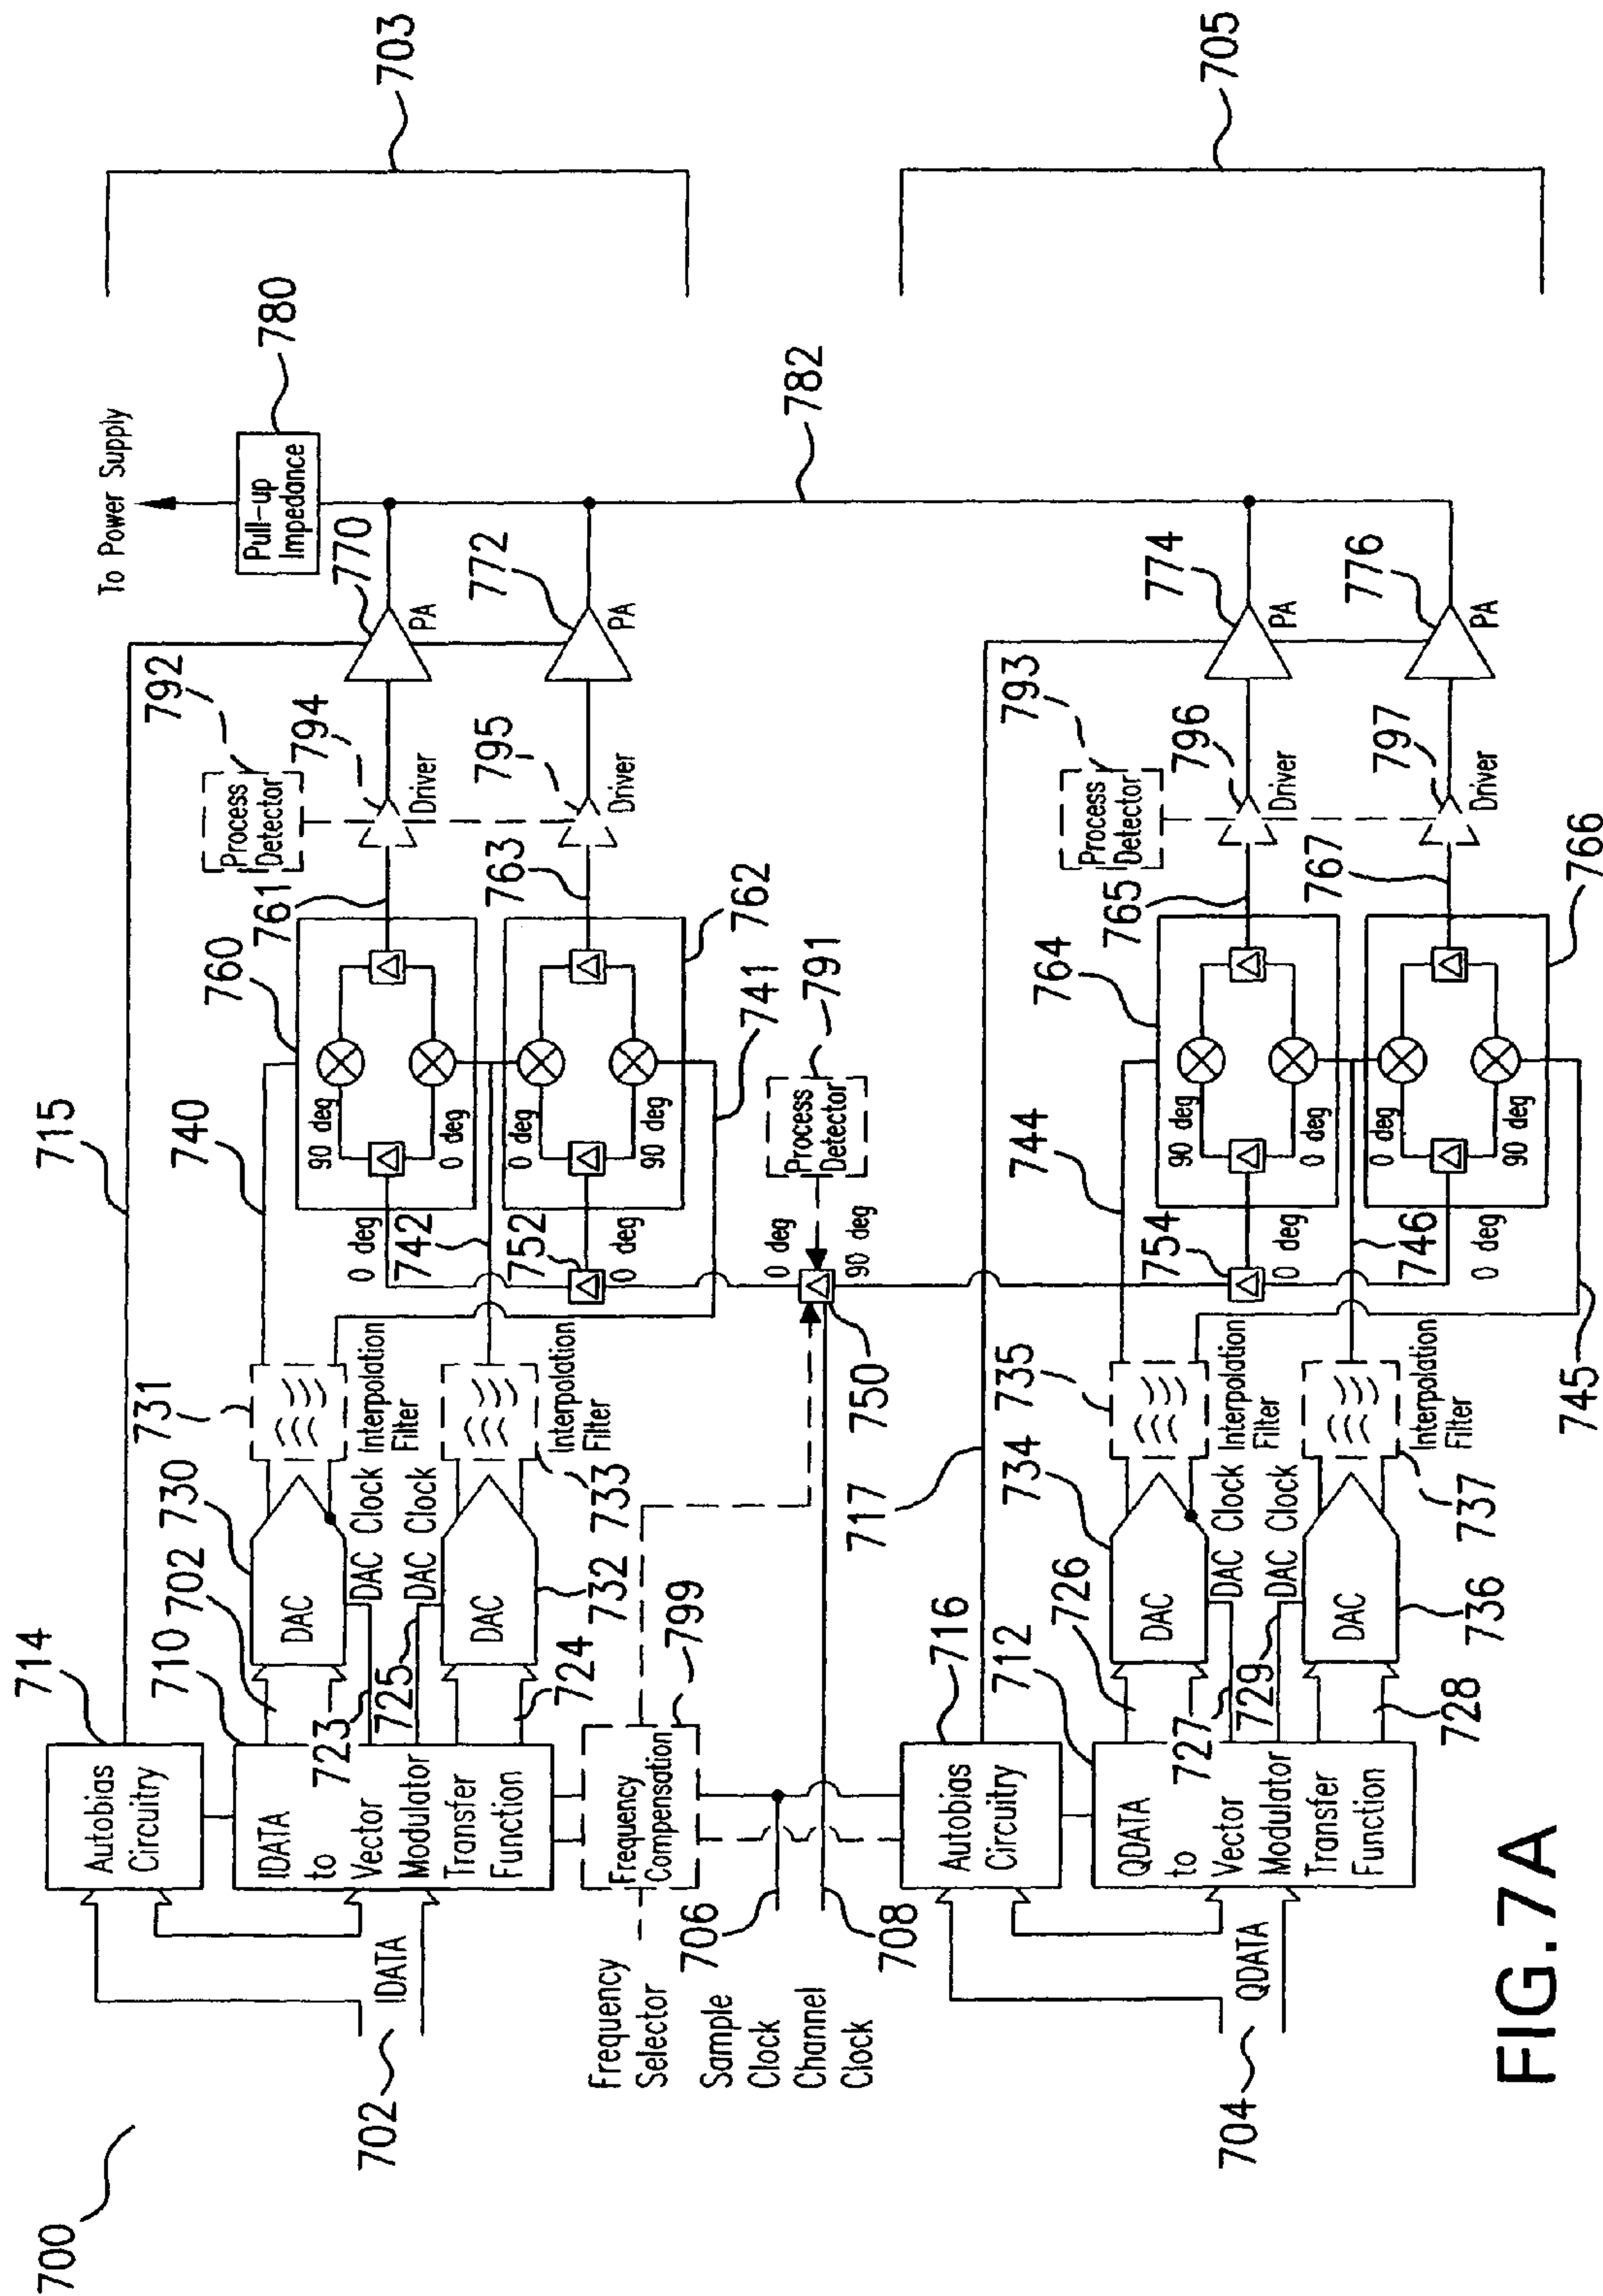 700
715
703
714
740
760
761
792
770
To Power Supply
780
710
702
730
731
Autobias
Circuitry
DAC
90 deg
0 deg
Process
Detector
794
Driver
PA
Pull-up
Impedance
IDATA
702
IDATA
to
Vector
Modulator
Transfer
Function
723
725
DAC Clock
DAC Clock
Interpolation
Filter
0 deg
742
752
0 deg
0 deg
90 deg
763
795
Driver
772
PA
724
732
DAC
733
Interpolation
Filter
741
762
Frequency
Selector
Frequency
Compensation
799
0 deg
90 deg
Process
Detector
791
782
706
Sample
Clock
708
Channel
Clock
750
717
705
716
744
764
765
793
774
712
726
734
735
Autobias
Circuitry
DAC
90 deg
0 deg
Process
Detector
796
Driver
PA
QDATA
704
QDATA
to
Vector
Modulator
Transfer
Function
727
729
DAC Clock
DAC Clock
Interpolation
Filter
754
0 deg
746
0 deg
0 deg
90 deg
767
797
Driver
776
PA
728
736
DAC
737
Interpolation
Filter
745
766
FIG.7A